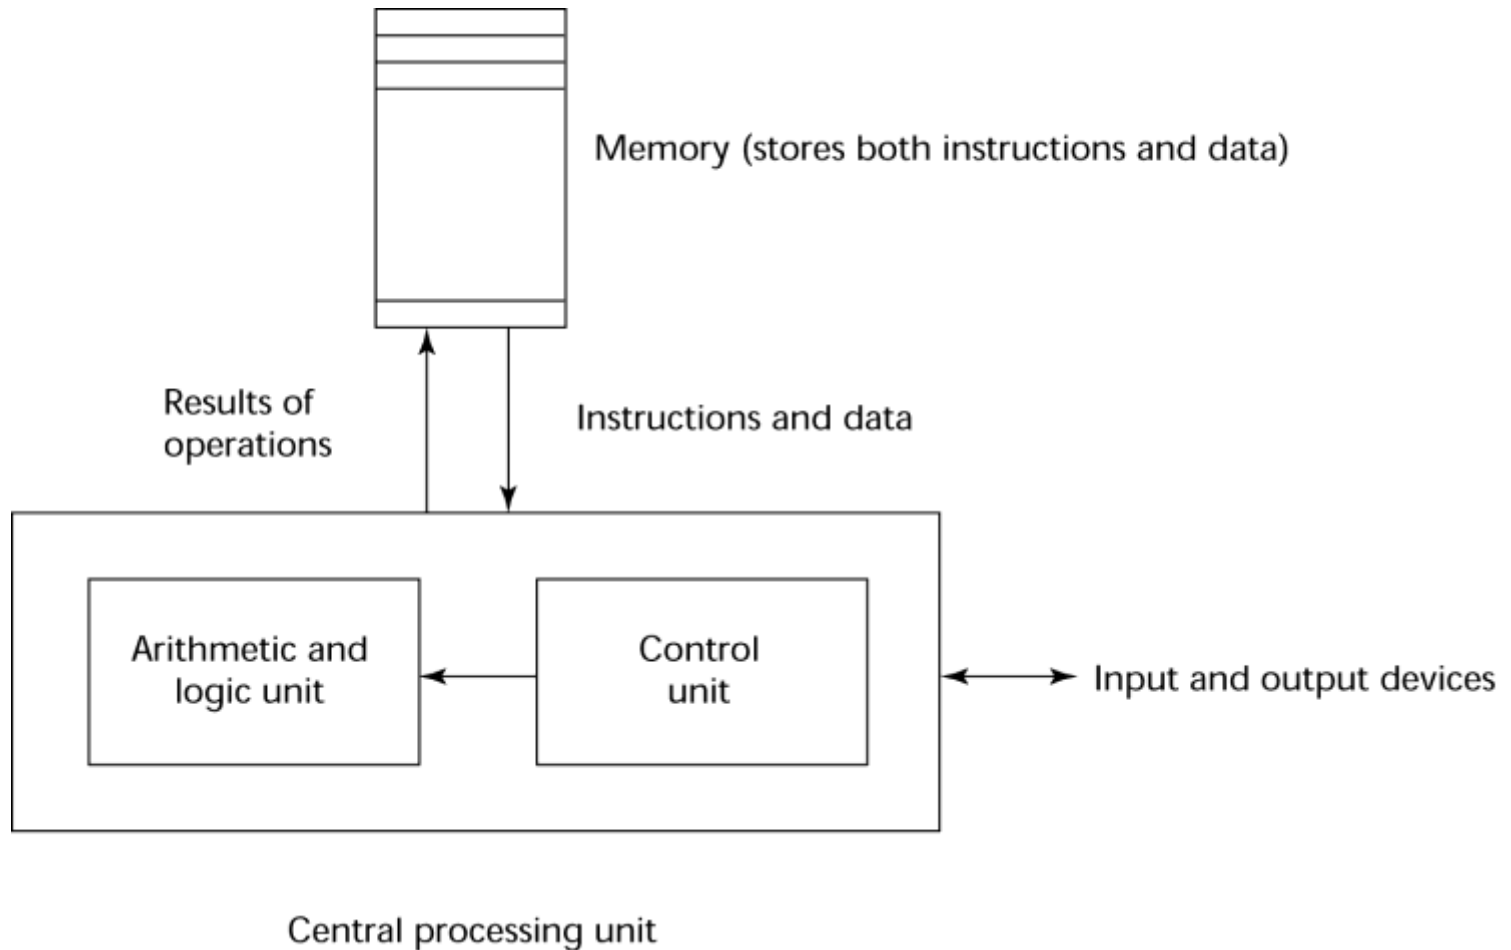 Memory (stores both instructions and data)
Results of
operations
Instructions and data
Arithmetic and
logic unit
Control
unit
Input and output devices
Central processing unit